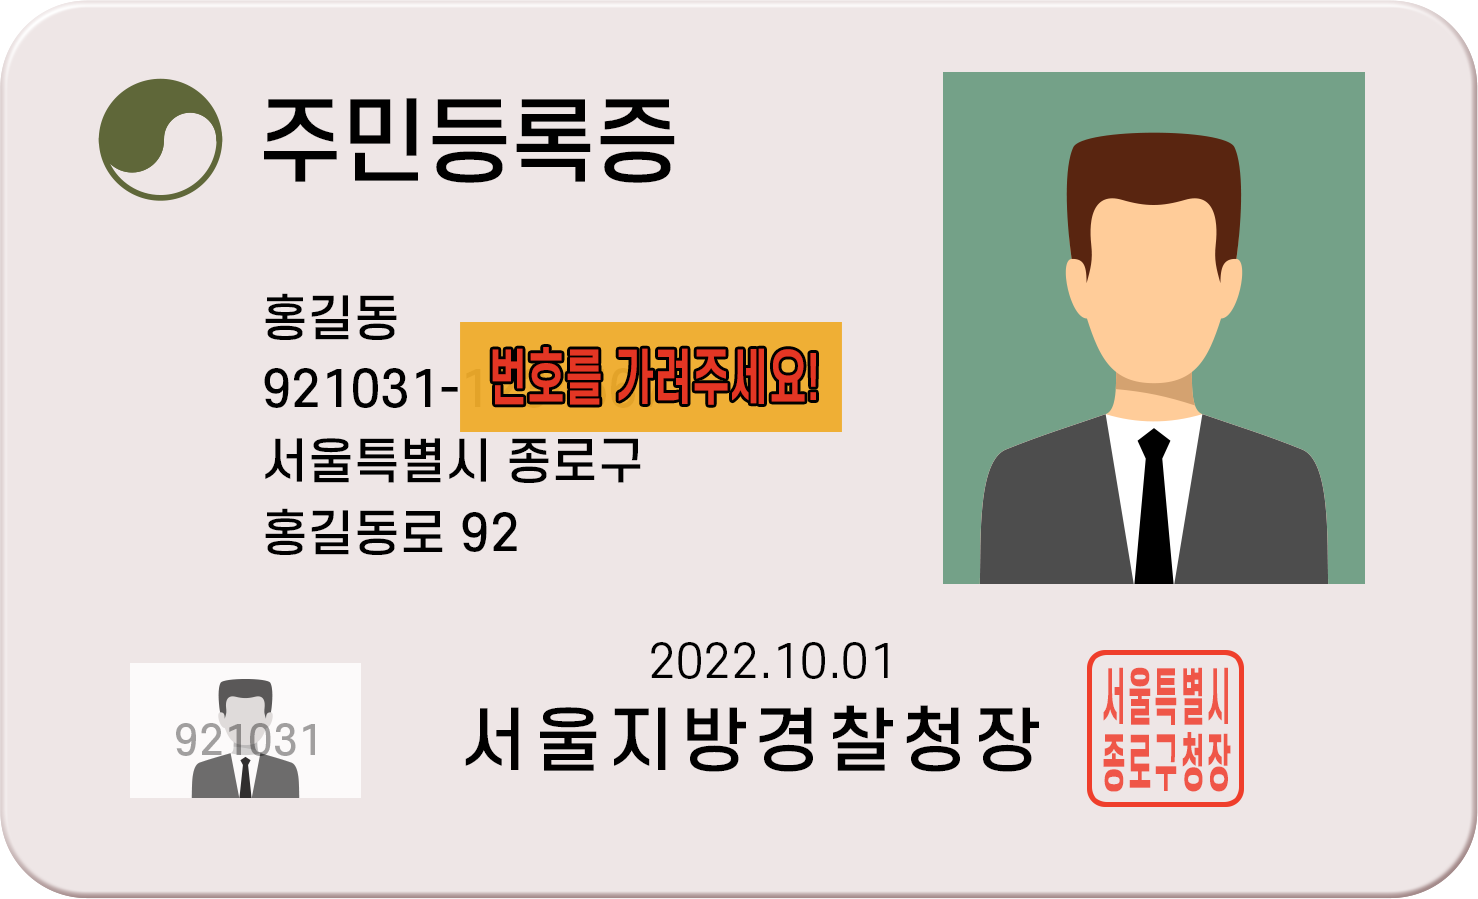 주민등록증
홍길동
921031-
번호를 가려주세요!
서울특별시 종로구
홍길동로 92
2022.10.01
서울지방경찰청장
921031
서울특별시
종로구청장